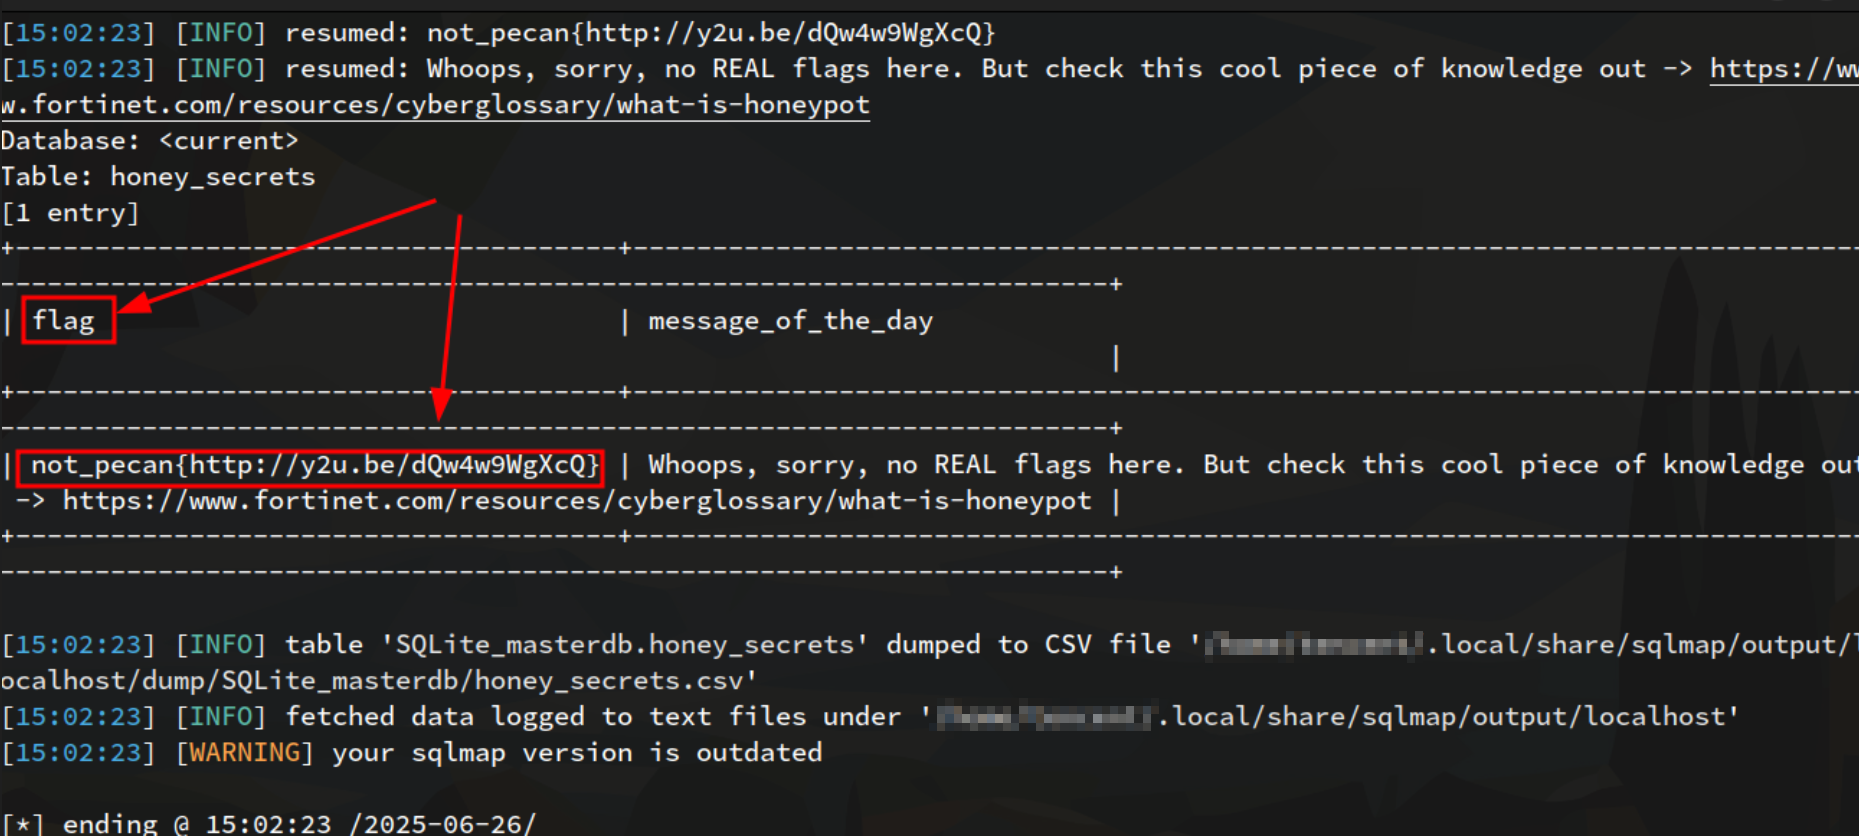 [15:02:23] [INFO] resumed: not_pecan{http://y2u.be/dQw4w9WgXcQ}
[15:02:23] [INFO] resumed: Whoops, sorry, no REAL flags here. But check this cool piece of knowledge out -> https://ww
w.fortinet.com/resources/cyberglossary/what-is-honeypot
Database: <current>
Table: honey_secrets
[1 entry]
| flag | message_of_the_day
|
| not_pecan{http://y2u.be/dQw4w9WgXcQ} | Whoops, sorry, no REAL flags here. But check this cool piece of knowledge out
-> https://www.fortinet.com/resources/cyberglossary/what-is-honeypot |
[15:02:23] [INFO] table 'SQLite_masterdb.honey_secrets' dumped to CSV file ' .local/share/sqlmap/output/l
ocalhost/dump/SQLite_masterdb/honey_secrets.csv'
[15:02:23] [INFO] fetched data logged to text files under ' .local/share/sqlmap/output/localhost'
[15:02:23] [WARNING] your sqlmap version is outdated
[*] ending @ 15:02:23 /2025-06-26/